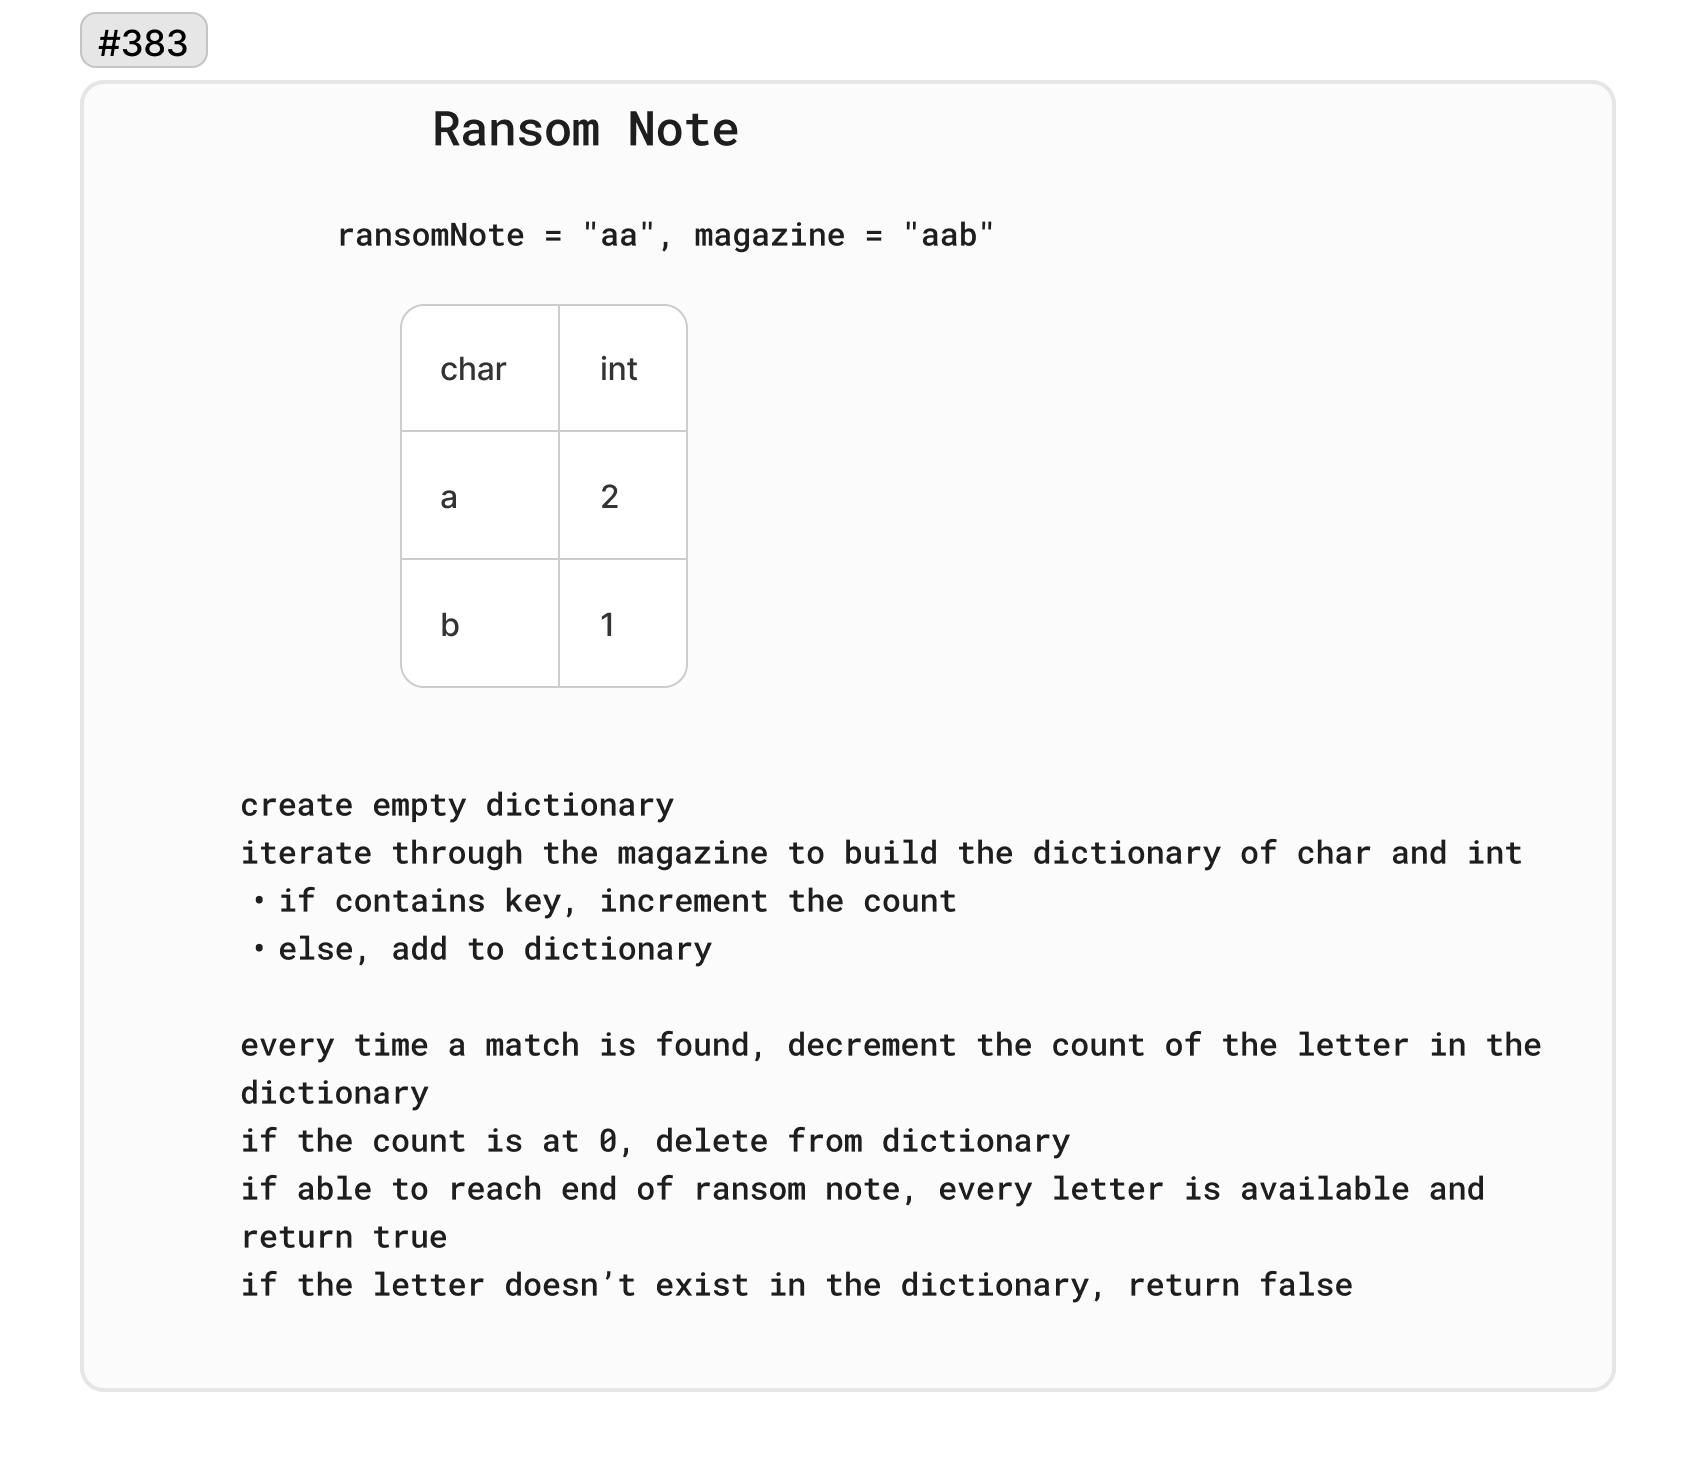 #383
Ransom Note
ransomNote = "aa", magazine = "aab"
char int
a 2
b 1
create empty dictionary
iterate through the magazine to build the dictionary of char and int
• if contains key, increment the count
• else, add to dictionary
every time a match is found, decrement the count of the letter in the
dictionary
if the count is at 0, delete from dictionary
if able to reach end of ransom note, every letter is available and
return true
if the letter doesn’t exist in the dictionary, return false